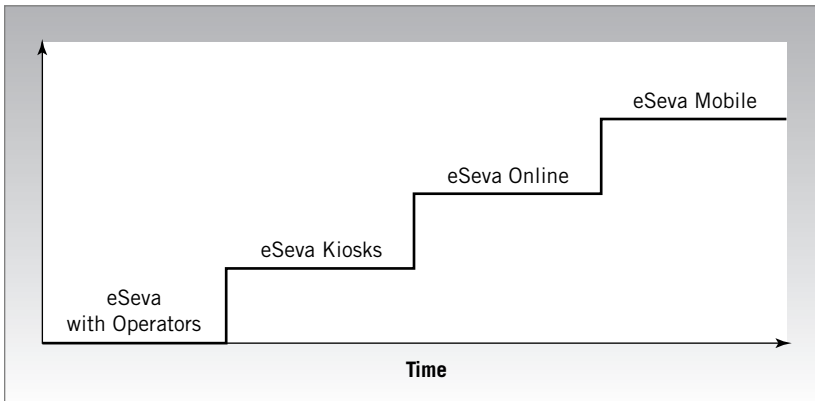 eSeva Mobile
eSeva Online
eSeva Kiosks
eSeva
with Operators
Time